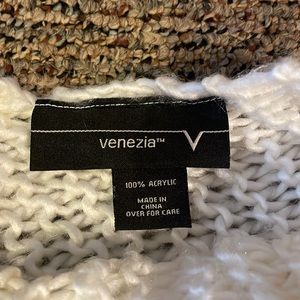 venezia™ V
100% ACRYLIC
MADE IN
CHINA
OVER FOR CARE